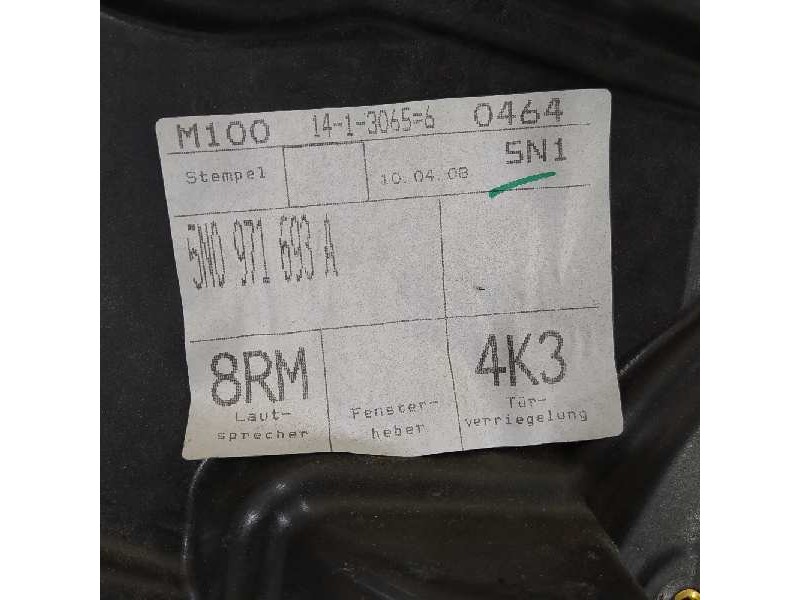 M100 14-1-3065=6 0464
Stempel 10.04.08 5N1
5N0 971 693 A
8RM 4K3
Laut-
sprecher
Fenster-
heber
Tür-
verriegelung